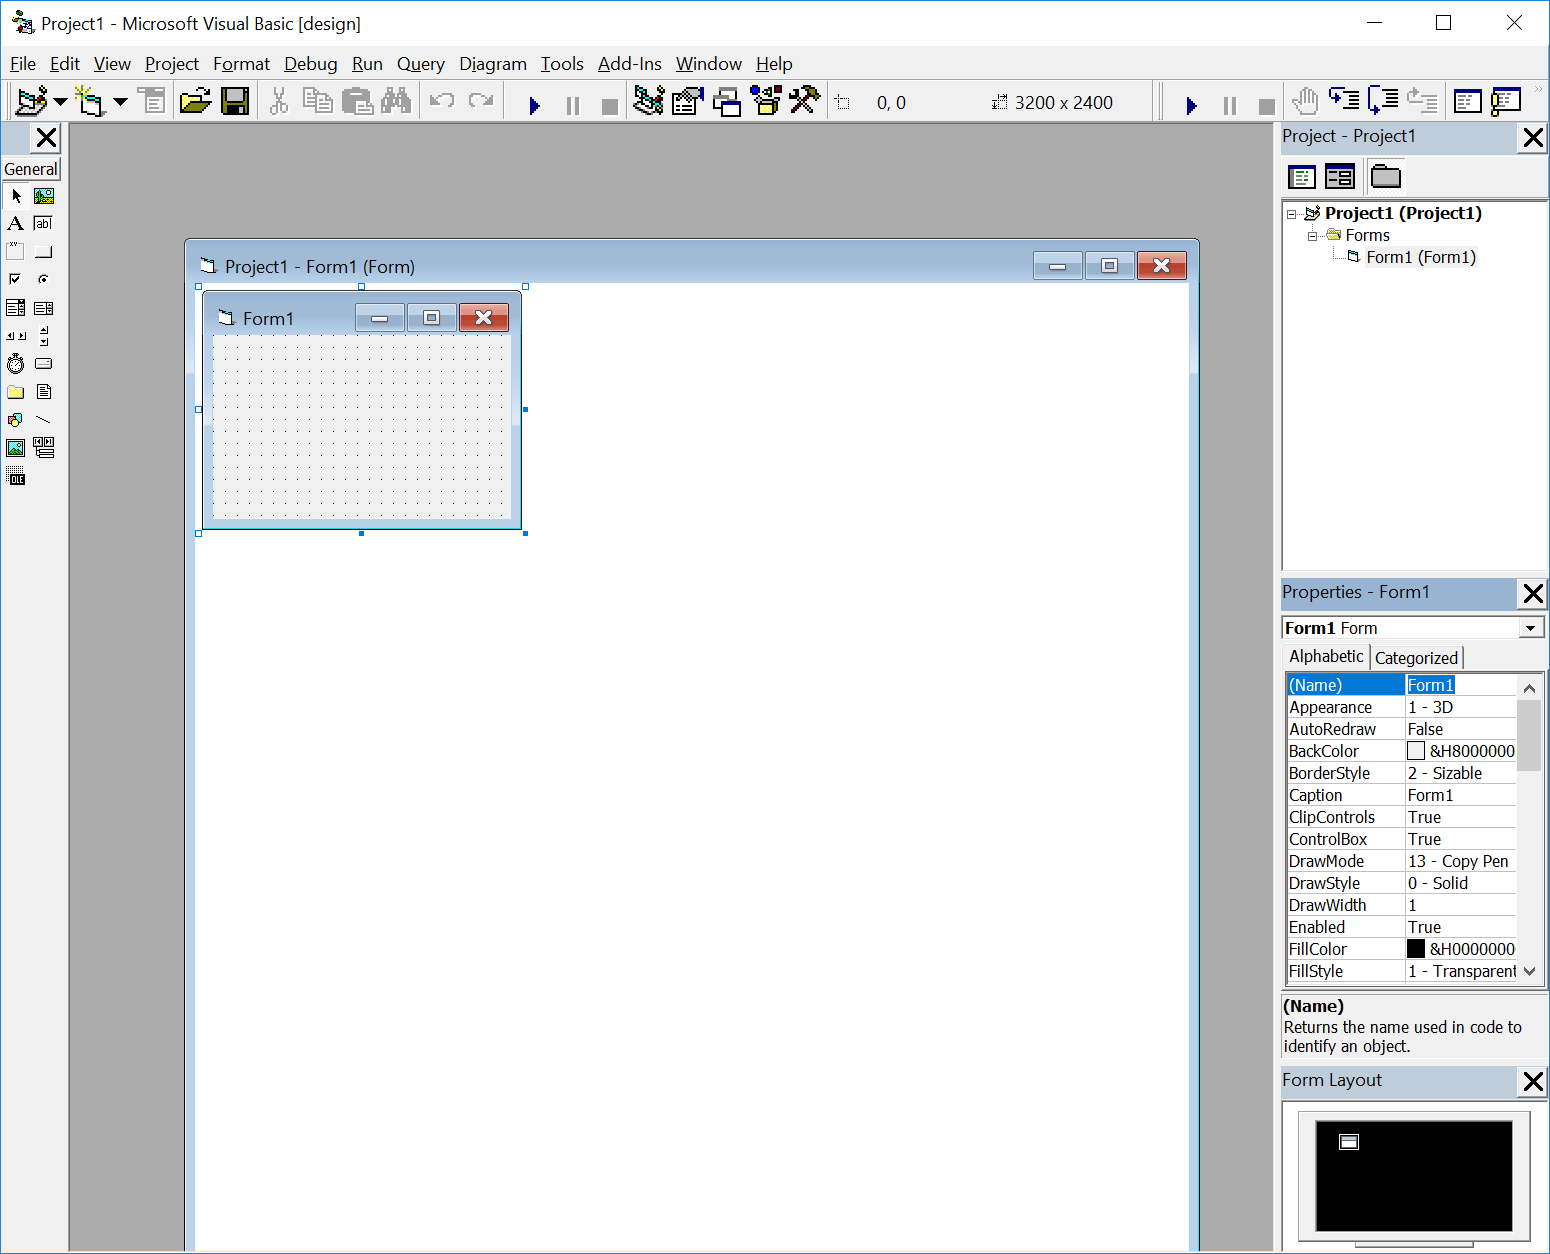 Project1 - Microsoft Visual Basic [design]
File Edit View Project Format Debug Run Query Diagram Tools Add-Ins Window Help
0, 0 3200 x 2400
General
A ab|
XY
OLE
Project1 - Form1 (Form)
Form1
Project - Project1
Project1 (Project1)
Forms
Form1 (Form1)
Properties - Form1
Form1 Form
Alphabetic Categorized
(Name) Form1
Appearance 1 - 3D
AutoRedraw False
BackColor &H8000000
BorderStyle 2 - Sizable
Caption Form1
ClipControls True
ControlBox True
DrawMode 13 - Copy Pen
DrawStyle 0 - Solid
DrawWidth 1
Enabled True
FillColor &H0000000
FillStyle 1 - Transparent
(Name)
Returns the name used in code to
identify an object.
Form Layout